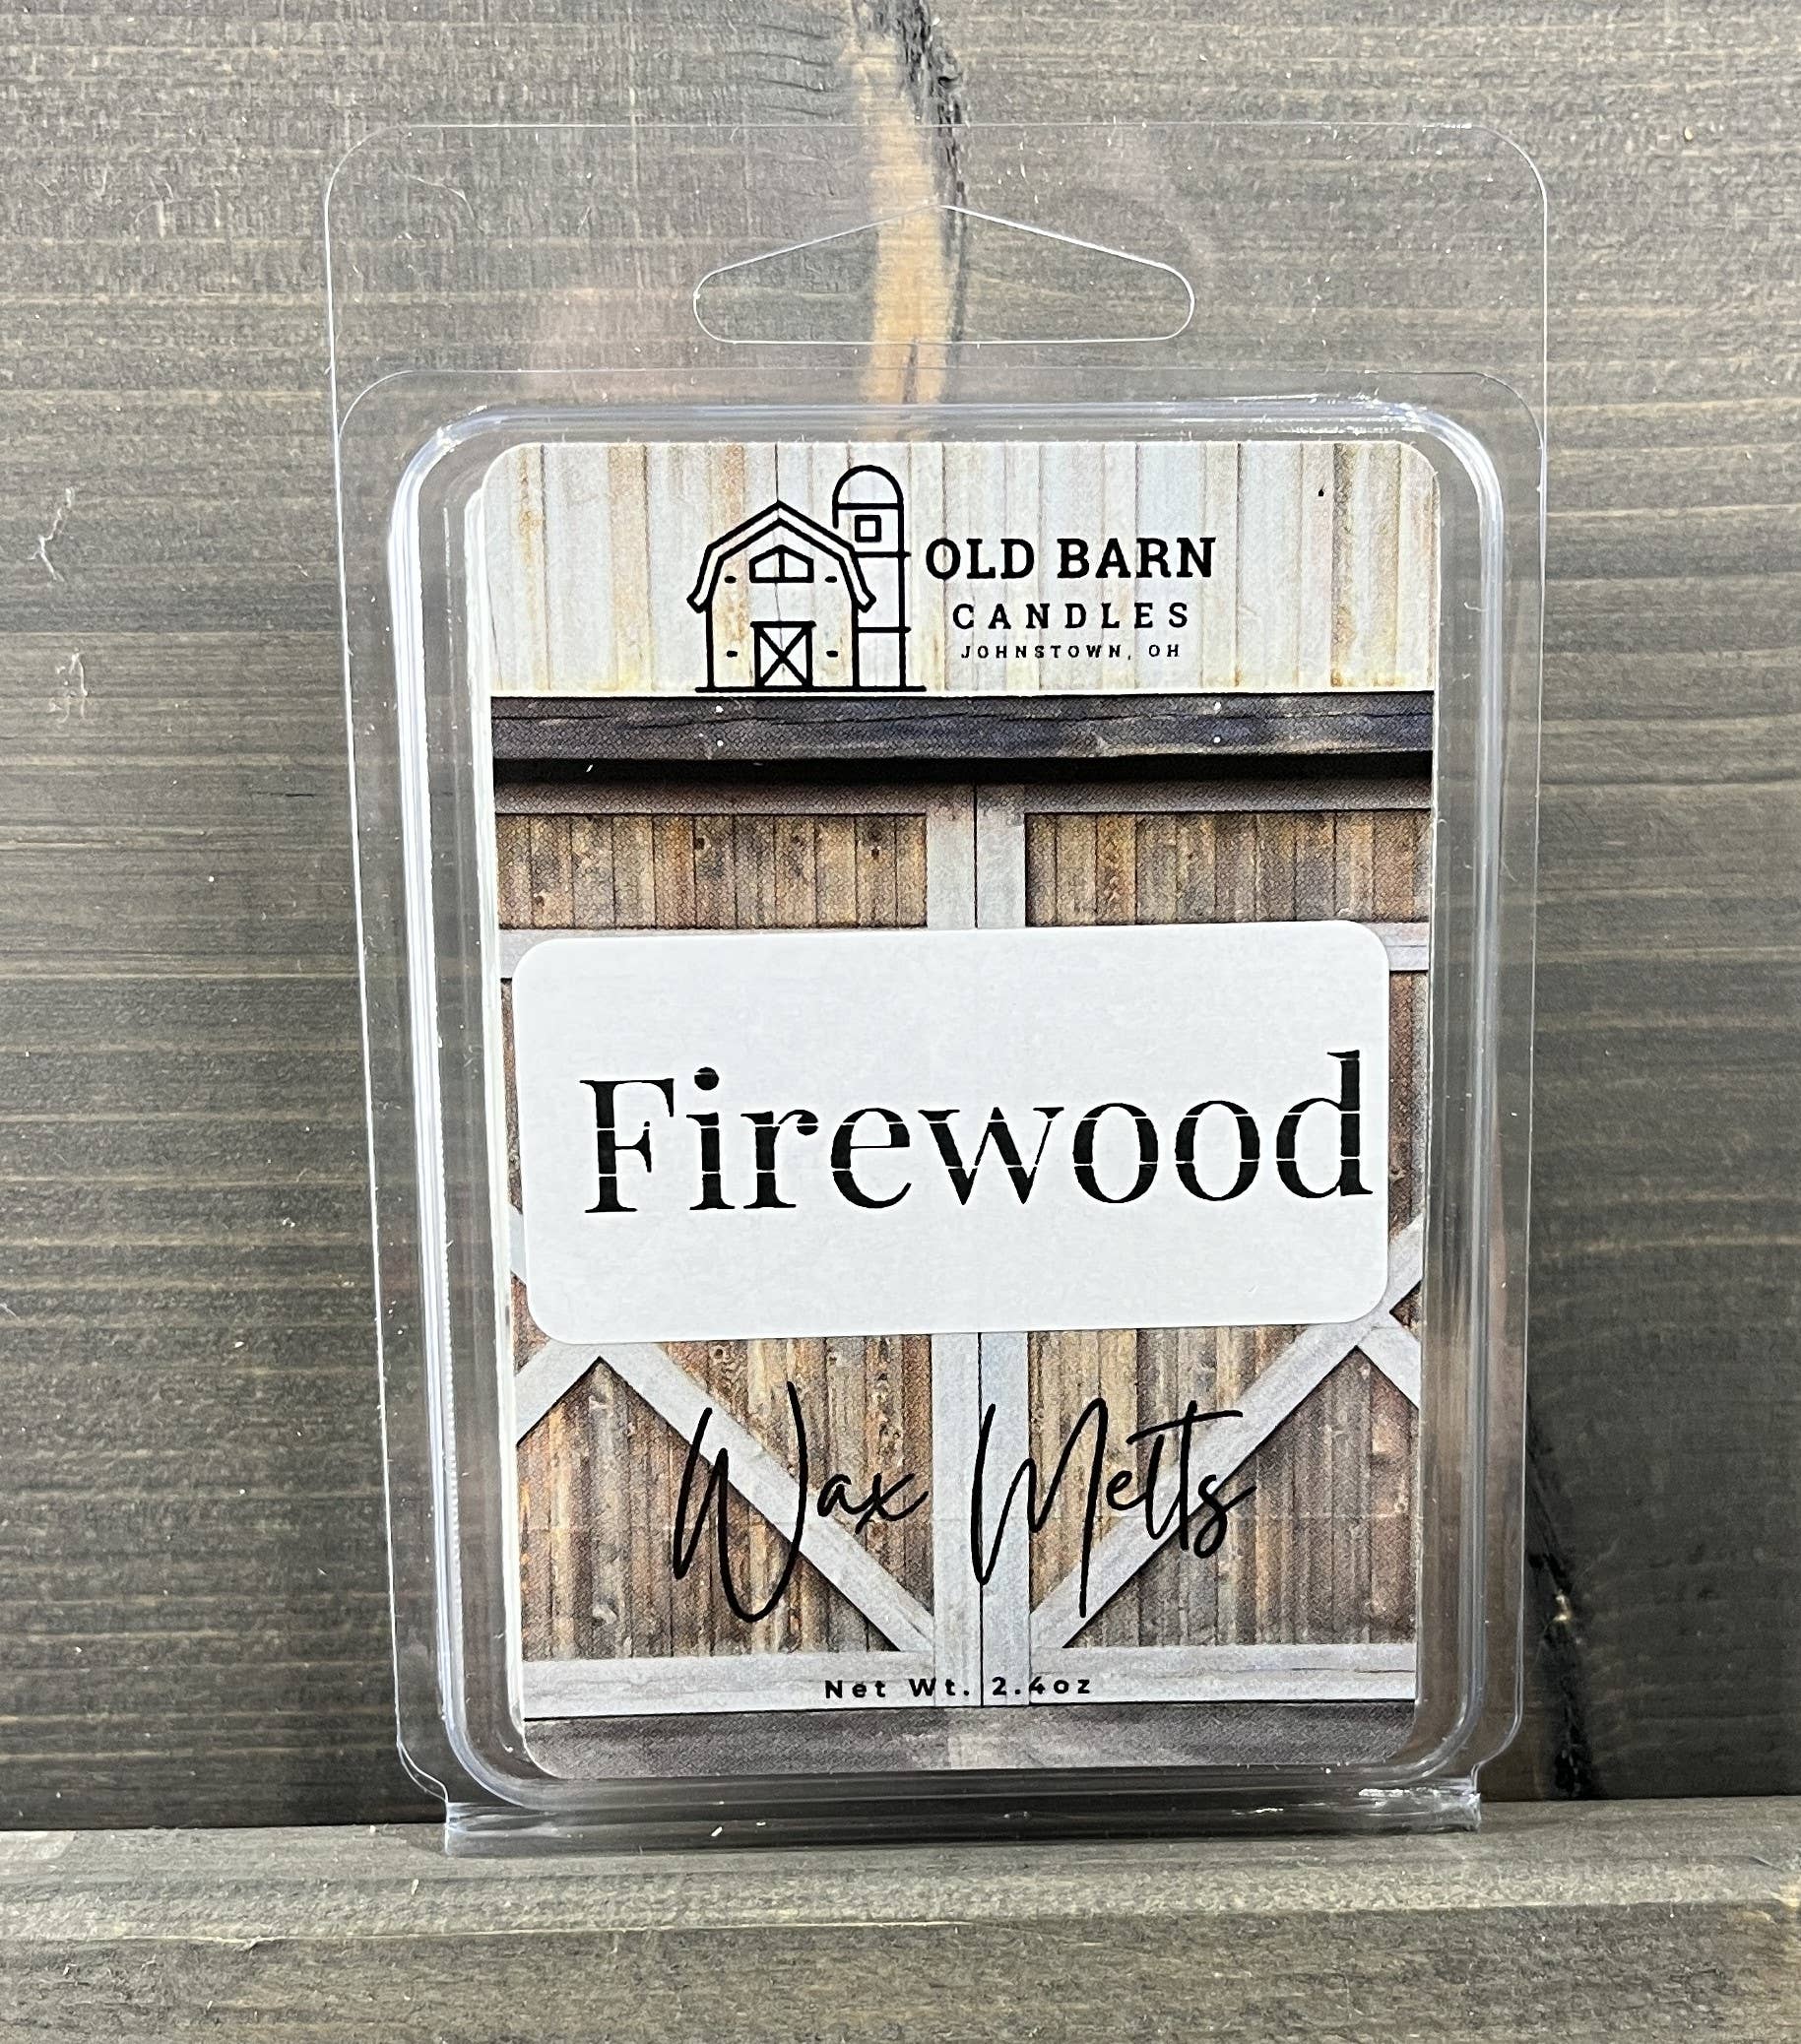 OLD BARN
CANDLES
JOHNSTOWN, OH
Firewood
Wax Melts
Net Wt. 2.4oz